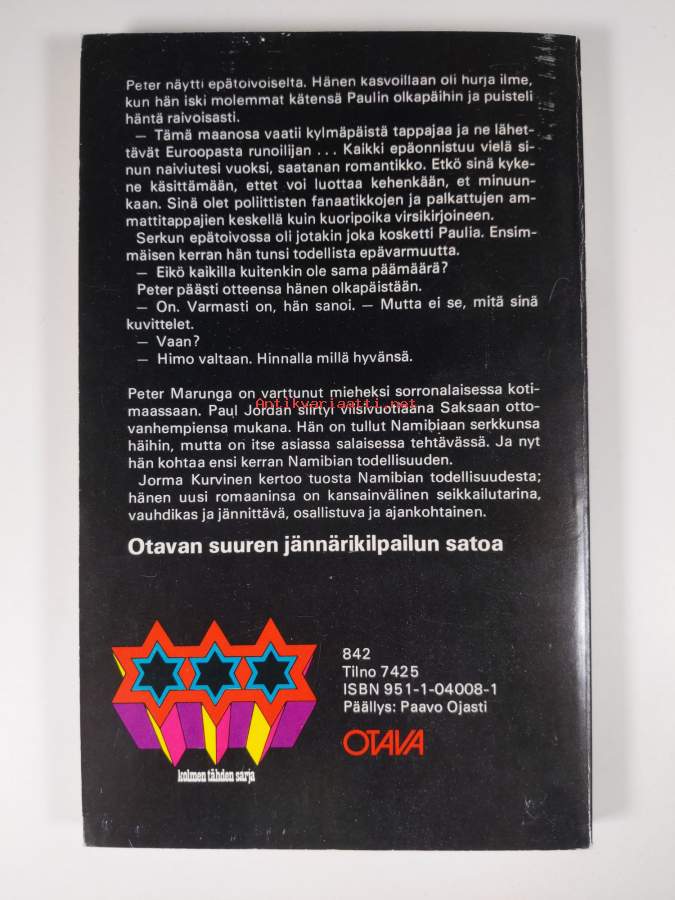 Peter näytti epätoivoiselta. Hänen kasvoillaan oli hurja ilme,
kun hän iski molemmat kätensä Paulin olkapäihin ja puisteli
häntä raivoisasti.
— Tämä maanosa vaatii kylmäpäistä tappajaa ja ne lähet-
tävät Euroopasta runoilijan . . . Kaikki epäonnistuu vielä si-
nun naiviutesi vuoksi, saatanan romantikko. Etkö sinä kyke-
ne käsittämään, ettet voi luottaa kehenkään, et minuun-
kaan. Sinä olet poliittisten fanaatikkojen ja palkattujen am-
mattitappajien keskellä kuin kuoripoika virsikirjoineen.
Serkun epätoivossa oli jotakin joka kosketti Paulia. Ensim-
mäisen kerran hän tunsi todellista epävarmuutta.
— Eikö kaikilla kuitenkin ole sama päämäärä?
Peter päästi otteensa hänen olkapäistään.
— On. Varmasti on, hän sanoi. — Mutta ei se, mitä sinä
kuvittelet.
— Vaan?
— Himo valtaan. Hinnalla millä hyvänsä.
Peter Marunga on varttunut mieheksi sorronalaisessa koti-
maassaan. Paul Jordan siirtyi viisivuotiaana Saksaan otto-
Antikvariaatti.net
vanhempiensa mukana. Hän on tullut Namibiaan serkkunsa
häihin, mutta on itse asiassa salaisessa tehtävässä. Ja nyt
hän kohtaa ensi kerran Namibian todellisuuden.
Jorma Kurvinen kertoo tuosta Namibian todellisuudesta;
hänen uusi romaaninsa on kansainvälinen seikkailutarina,
vauhdikas ja jännittävä, osallistuva ja ajankohtainen.
Otavan suuren jännärikilpailun satoa
842
Tilno 7425
ISBN 951-1-04008-1
Päällys: Paavo Ojasti
OTAVA
kolmen tähden sarja